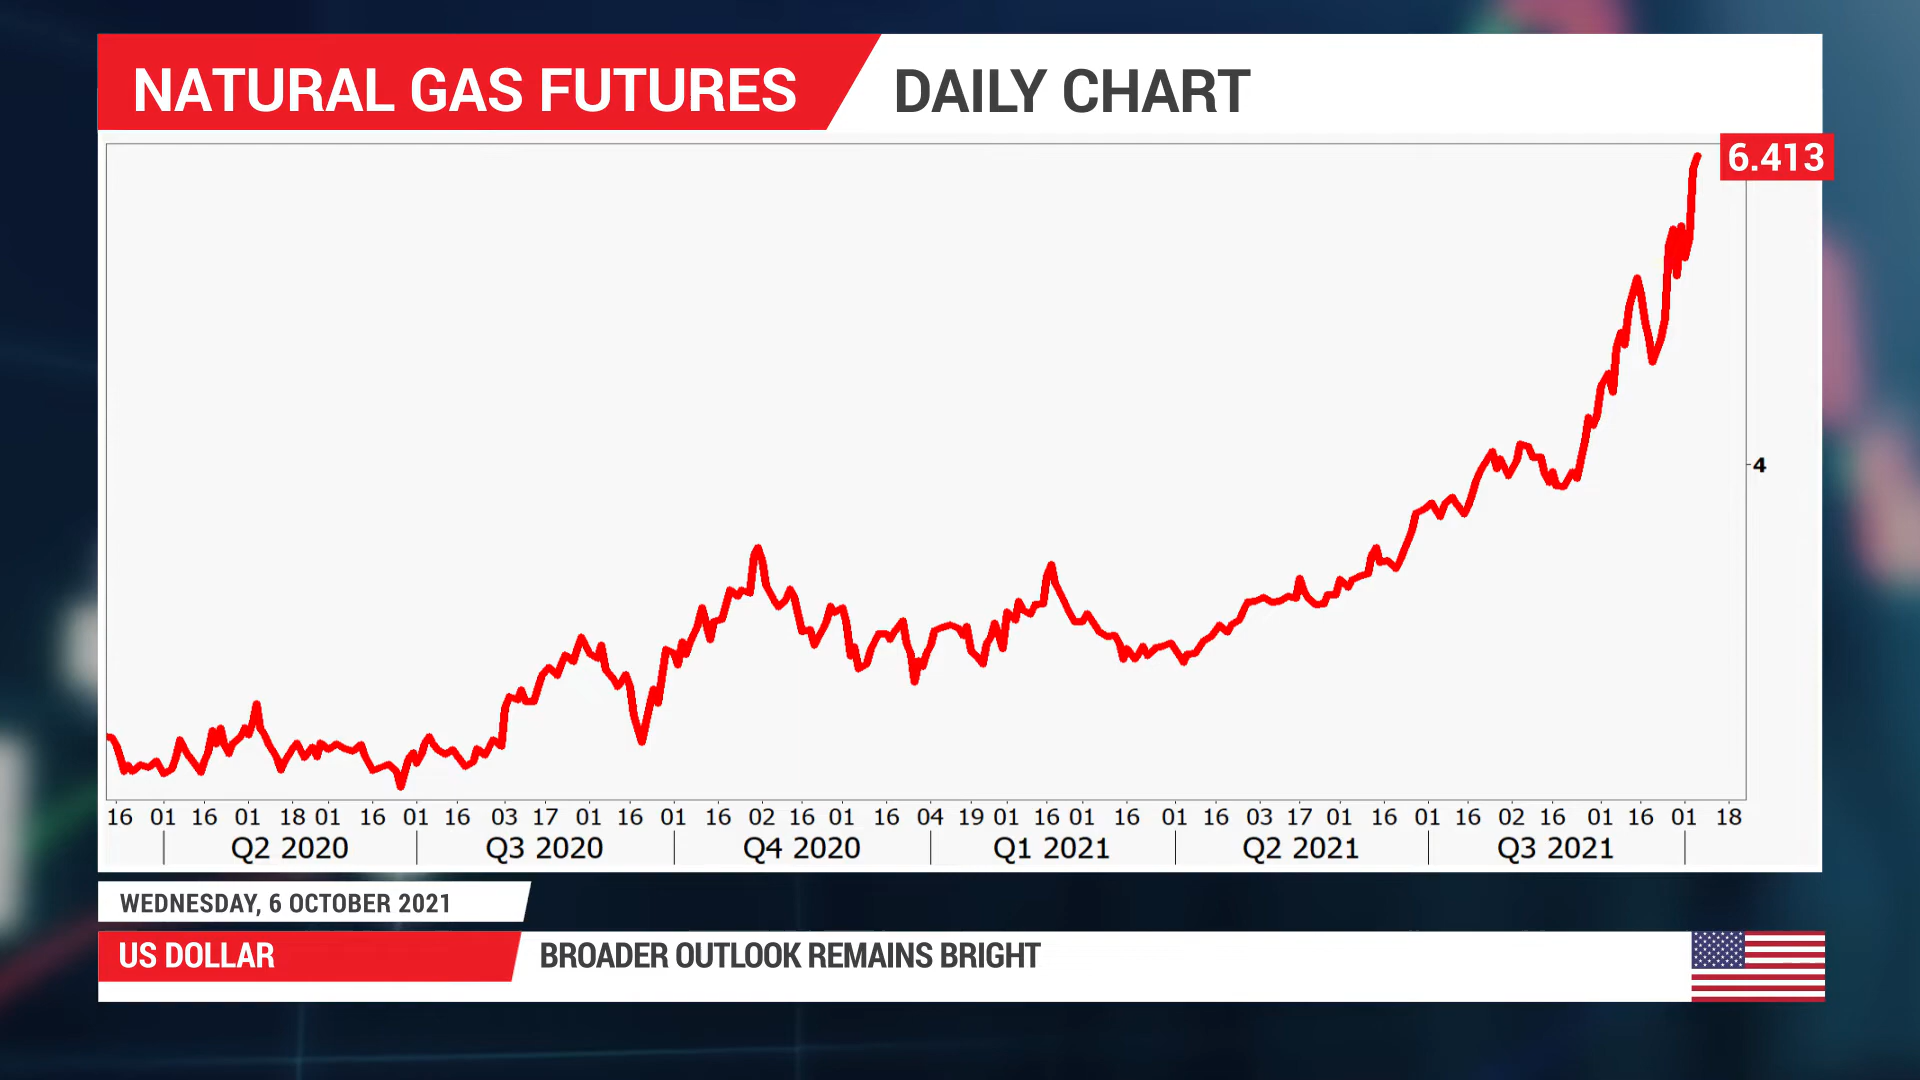 NATURAL GAS FUTURES DAILY CHART
6.413
4
16 01 16 01 18 01 16 01 16 03 17 01 16 01 16 02 16 01 16 04 19 01 16 01 16 01 16 03 17 01 16 01 16 02 16 01 16 01 18
Q2 2020 Q3 2020 Q4 2020 Q1 2021 Q2 2021 Q3 2021
WEDNESDAY, 6 OCTOBER 2021
US DOLLAR BROADER OUTLOOK REMAINS BRIGHT